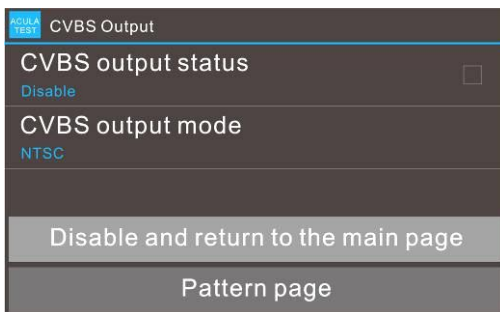 ACULA
TEST
CVBS Output
CVBS output status
Disable
CVBS output mode
NTSC
Disable and return to the main page
Pattern page